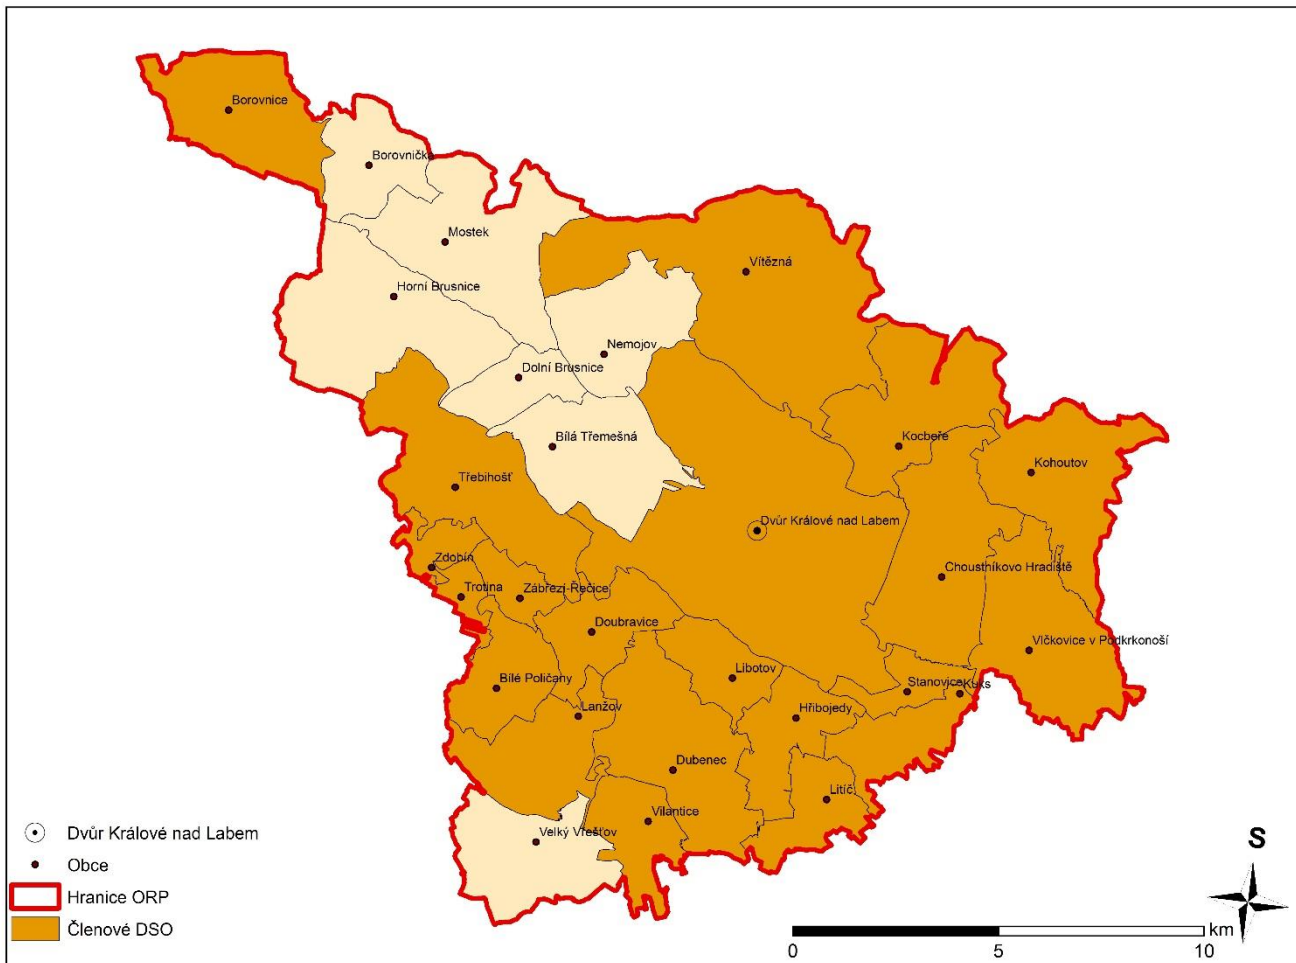 Borovnice
Borovnička
Mostek
Vítězná
Horní Brusnice
Nemojov
Dolní Brusnice
Bílá Třemešná
Kocbeře
Kohoutov
Třebihošť
Dvůr Králové nad Labem
Zdobín
Choustníkovo Hradiště
Trotina
Zábřezí-Řečice
Doubravice
Vlčkovice v Podkrkonoší
Libotov
Bílé Poličany
Stanovice
Kuks
Lanžov
Hřibojedy
Dubenec
Litíč
Vilantice
Velký Vřešťov
Dvůr Králové nad Labem
Obce
Hranice ORP
Členové DSO
S
km
0 5 10